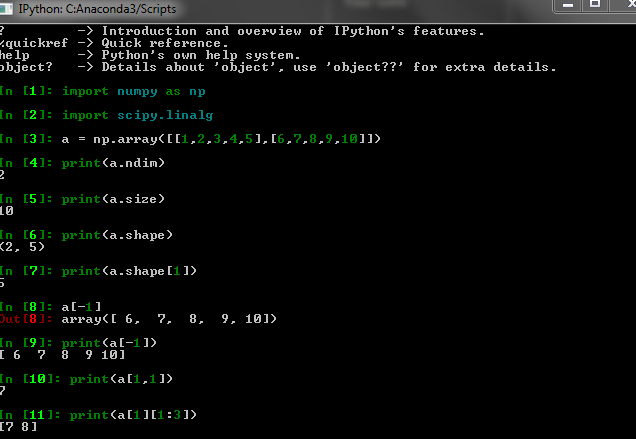 IPython: C:Anaconda3/Scripts
? -> Introduction and overview of IPython's features.
%quickref -> Quick reference.
help -> Python's own help system.
object? -> Details about 'object', use 'object??' for extra details.
In [1]: import numpy as np
In [2]: import scipy.linalg
In [3]: a = np.array([[1,2,3,4,5],[6,7,8,9,10]])
In [4]: print(a.ndim)
2
In [5]: print(a.size)
10
In [6]: print(a.shape)
(2, 5)
In [7]: print(a.shape[1])
5
In [8]: a[-1]
Out[8]: array([ 6, 7, 8, 9, 10])
In [9]: print(a[-1])
[ 6 7 8 9 10]
In [10]: print(a[1,1])
7
In [11]: print(a[1][1:3])
[7 8]